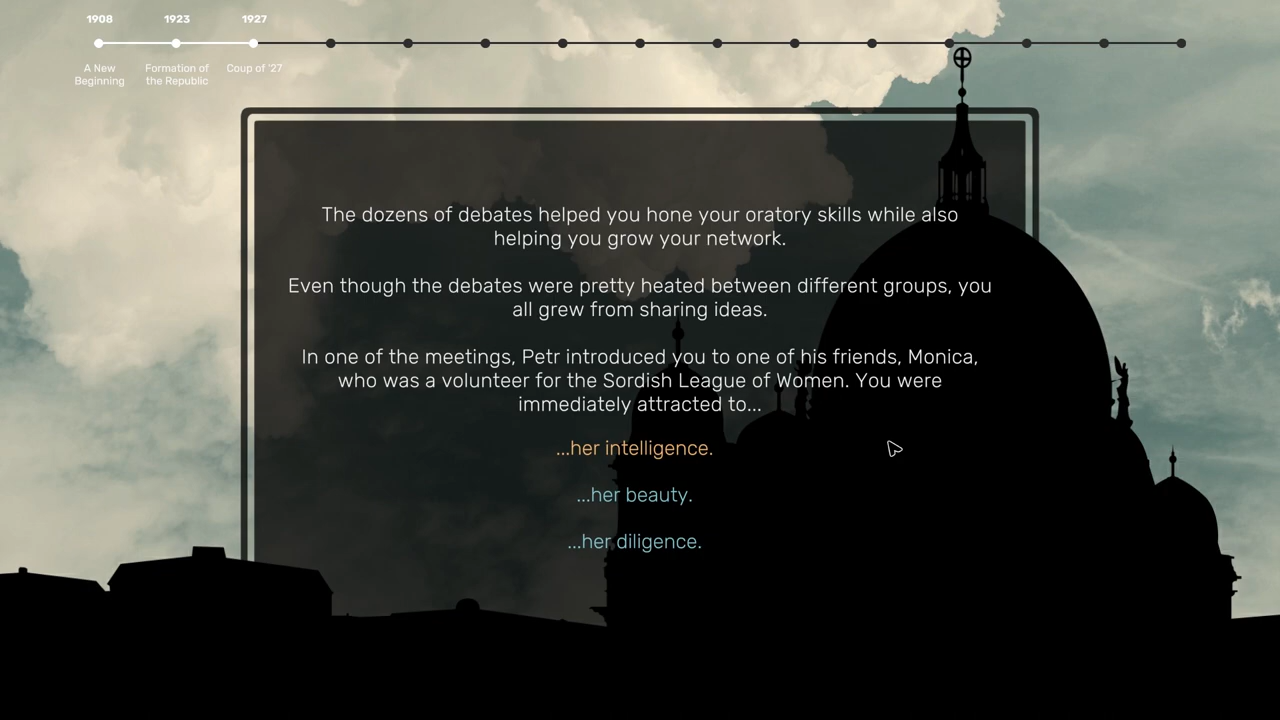 1908
1923
1927
A New
Beginning
Formation of
the Republic
Coup of '27
The dozens of debates helped you hone your oratory skills while also
helping you grow your network.
Even though the debates were pretty heated between different groups, you
all grew from sharing ideas.
In one of the meetings, Petr introduced you to one of his friends, Monica,
who was a volunteer for the Sordish League of Women. You were
immediately attracted to...
...her intelligence.
...her beauty.
...her diligence.